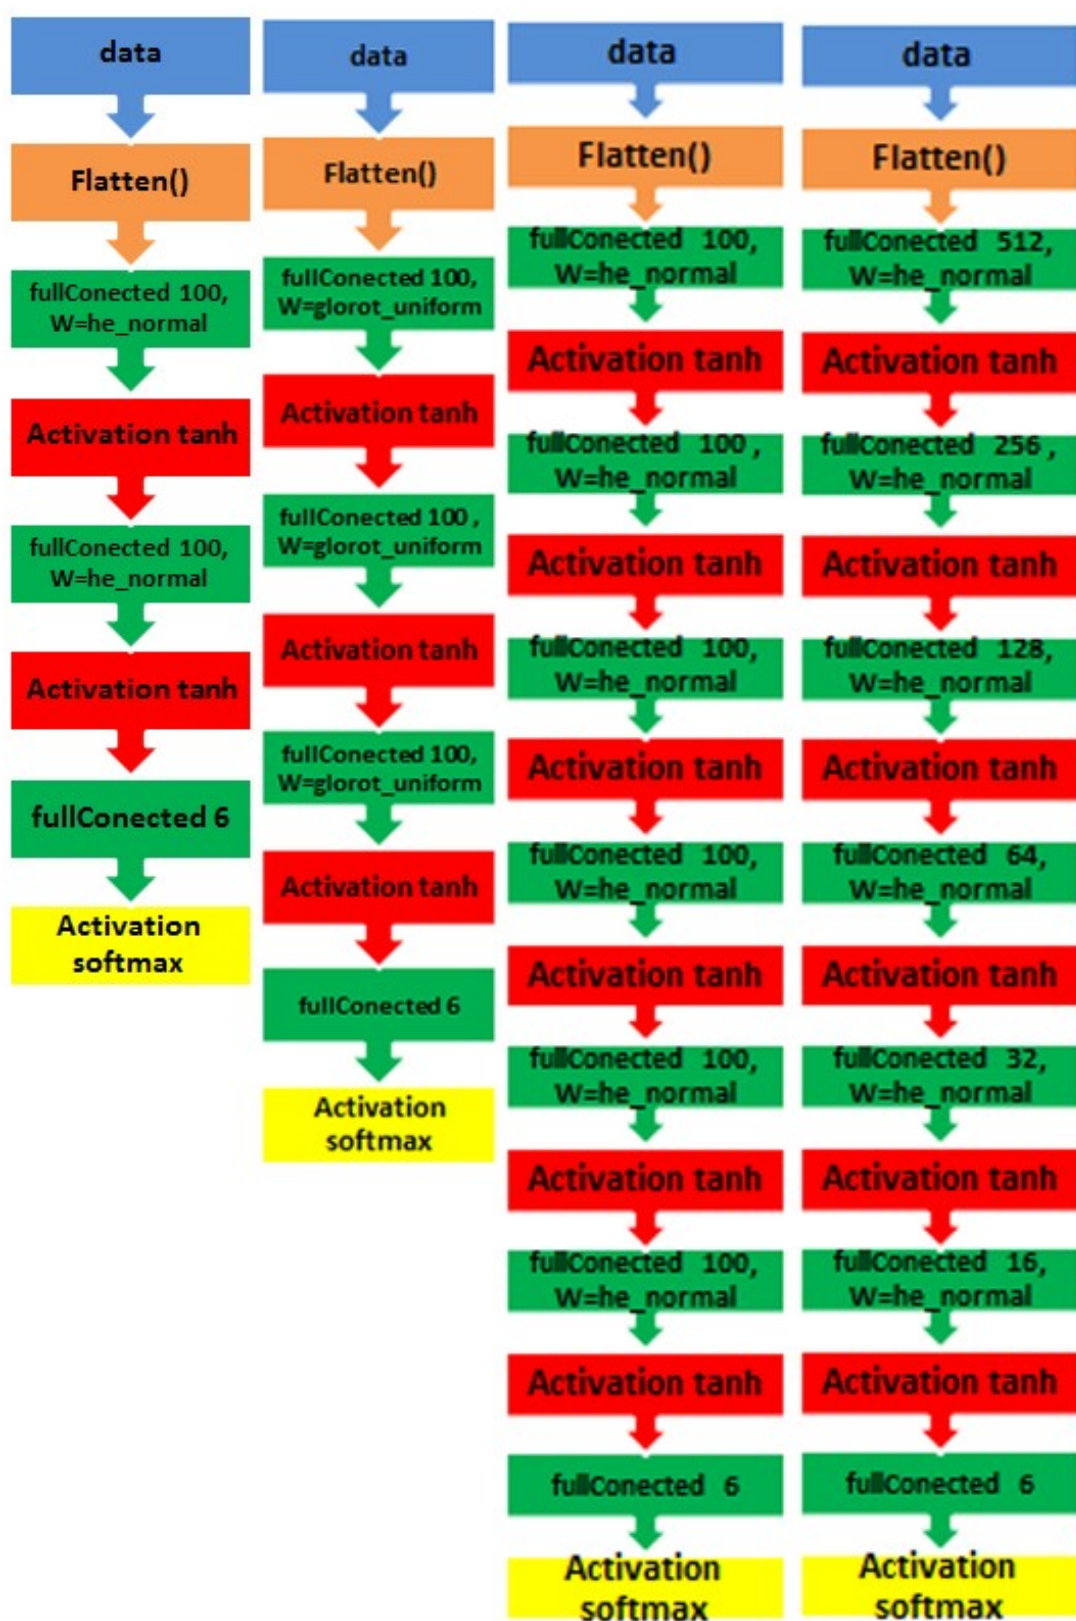 data
Flatten()
fullConected 100,
W=he_normal
Activation tanh
fullConected 100,
W=he_normal
Activation tanh
fullConected 6
Activation
softmax
data
Flatten()
fullConected 100,
W=glorot_uniform
Activation tanh
fullConected 100 ,
W=glorot_uniform
Activation tanh
fullConected 100,
W=glorot_uniform
Activation tanh
fullConected 6
Activation
softmax
data
Flatten()
fullConected 100,
W=he_normal
Activation tanh
fullConected 100 ,
W=he_normal
Activation tanh
fullConected 100,
W=he_normal
Activation tanh
fullConected 100,
W=he_normal
Activation tanh
fullConected 100,
W=he_normal
Activation tanh
fullConected 100,
W=he_normal
Activation tanh
fullConected 6
Activation
softmax
data
Flatten()
fullConected 512,
W=he_normal
Activation tanh
fullConected 256 ,
W=he_normal
Activation tanh
fullConected 128,
W=he_normal
Activation tanh
fullConected 64,
W=he_normal
Activation tanh
fullConected 32,
W=he_normal
Activation tanh
fullConected 16,
W=he_normal
Activation tanh
fullConected 6
Activation
softmax